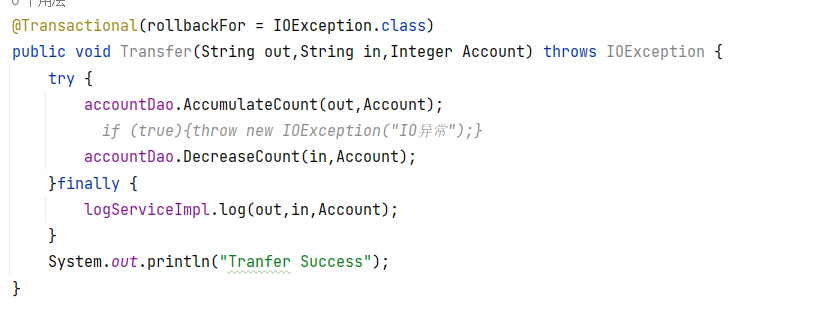 0 个用法
@Transactional(rollbackFor = IOException.class)
public void Transfer(String out,String in,Integer Account) throws IOException {
try {
accountDao.AccumulateCount(out,Account);
if (true){throw new IOException("IO异常");}
accountDao.DecreaseCount(in,Account);
}finally {
logServiceImpl.log(out,in,Account);
}
System.out.println("Tranfer Success");
}